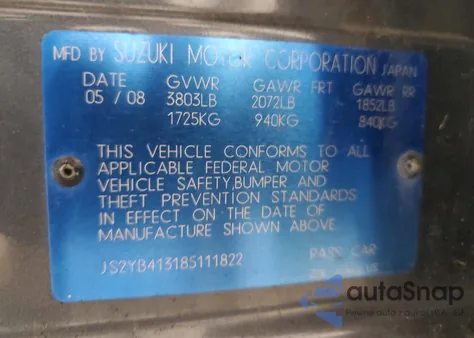 MFD BY SUZUKI MOTOR CORPORATION JAPAN
DATE GVWR GAWR FRT GAWR RR
05 / 08 3803LB 2072LB 1852LB
1725KG 940KG 840KG
THIS VEHICLE CONFORMS TO ALL
APPLICABLE FEDERAL MOTOR
VEHICLE SAFETY,BUMPER AND
THEFT PREVENTION STANDARDS
IN EFFECT ON THE DATE OF
MANUFACTURE SHOWN ABOVE
JS2YB413185111822 PASS CAR
autoSnap